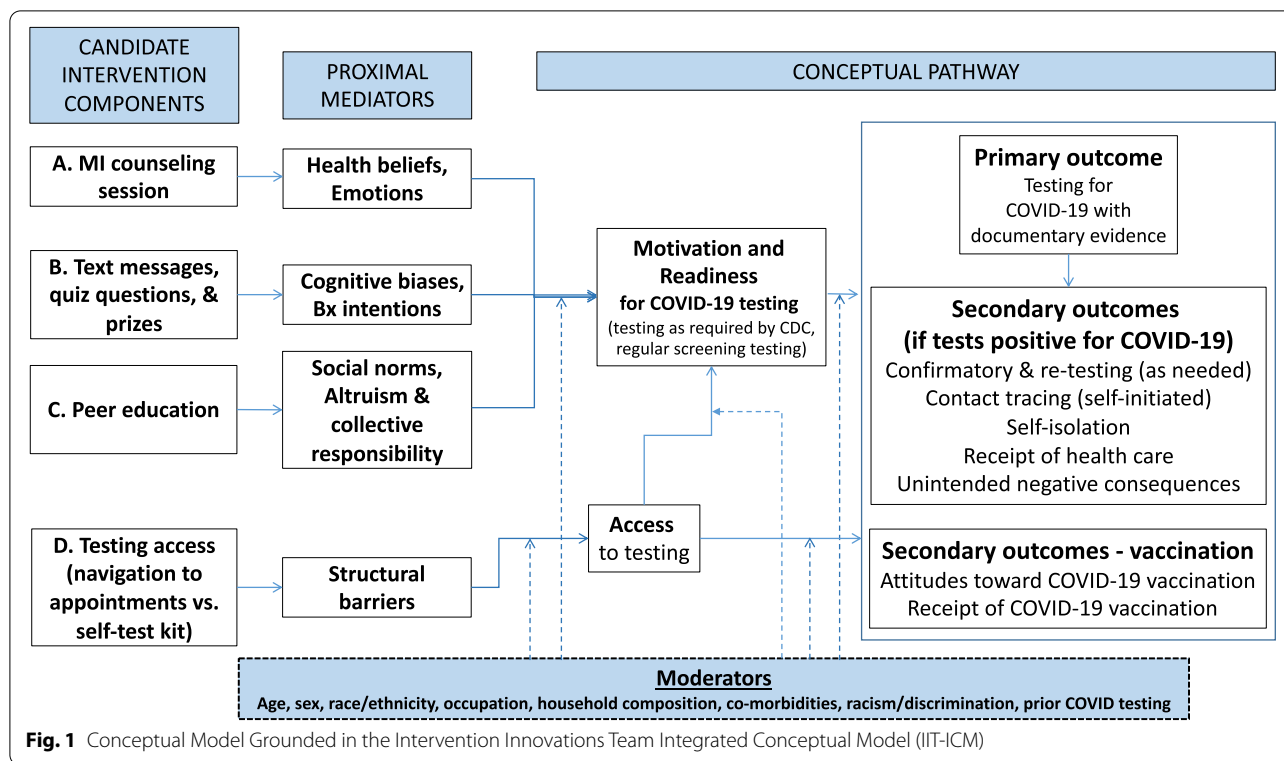 CANDIDATE
INTERVENTION
COMPONENTS
PROXIMAL
MEDIATORS
CONCEPTUAL PATHWAY
A. MI counseling
session
Health beliefs,
Emotions
B. Text messages,
quiz questions, &
prizes
Cognitive biases,
Bx intentions
C. Peer education
Social norms,
Altruism &
collective
responsibility
D. Testing access
(navigation to
appointments vs.
self-test kit)
Structural
barriers
Motivation and
Readiness
for COVID-19 testing
(testing as required by CDC,
regular screening testing)
Access
to testing
Primary outcome
Testing for
COVID-19 with
documentary evidence
Secondary outcomes
(if tests positive for COVID-19)
Confirmatory & re-testing (as needed)
Contact tracing (self-initiated)
Self-isolation
Receipt of health care
Unintended negative consequences
Secondary outcomes - vaccination
Attitudes toward COVID-19 vaccination
Receipt of COVID-19 vaccination
Moderators
Age, sex, race/ethnicity, occupation, household composition, co-morbidities, racism/discrimination, prior COVID testing
Fig. 1 Conceptual Model Grounded in the Intervention Innovations Team Integrated Conceptual Model (IIT-ICM)